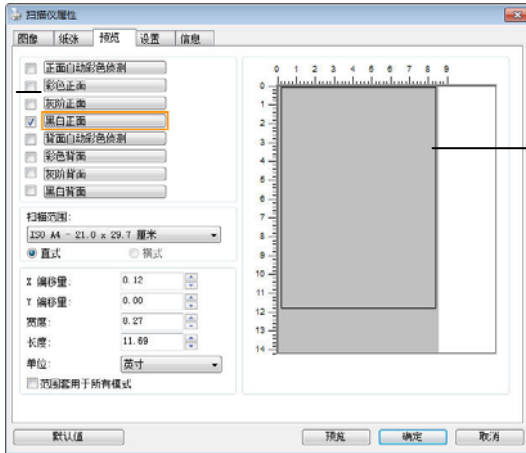 扫描仪属性
图像 纸张 预览 设置 信息
正面自动彩色侦测
彩色正面
灰阶正面
黑白正面
背面自动彩色侦测
彩色背面
灰阶背面
黑白背面
扫描范围:
ISO A4 - 21.0 x 29.7 厘米
直式 横式
X 偏移量: 0.12
Y 偏移量: 0.00
宽度: 8.27
长度: 11.69
单位: 英寸
范围套用于所有模式
0 1 2 3 4 5 6 7 8 9
0
1
2
3
4
5
6
7
8
9
10
11
12
13
14
默认值 预览 确定 取消